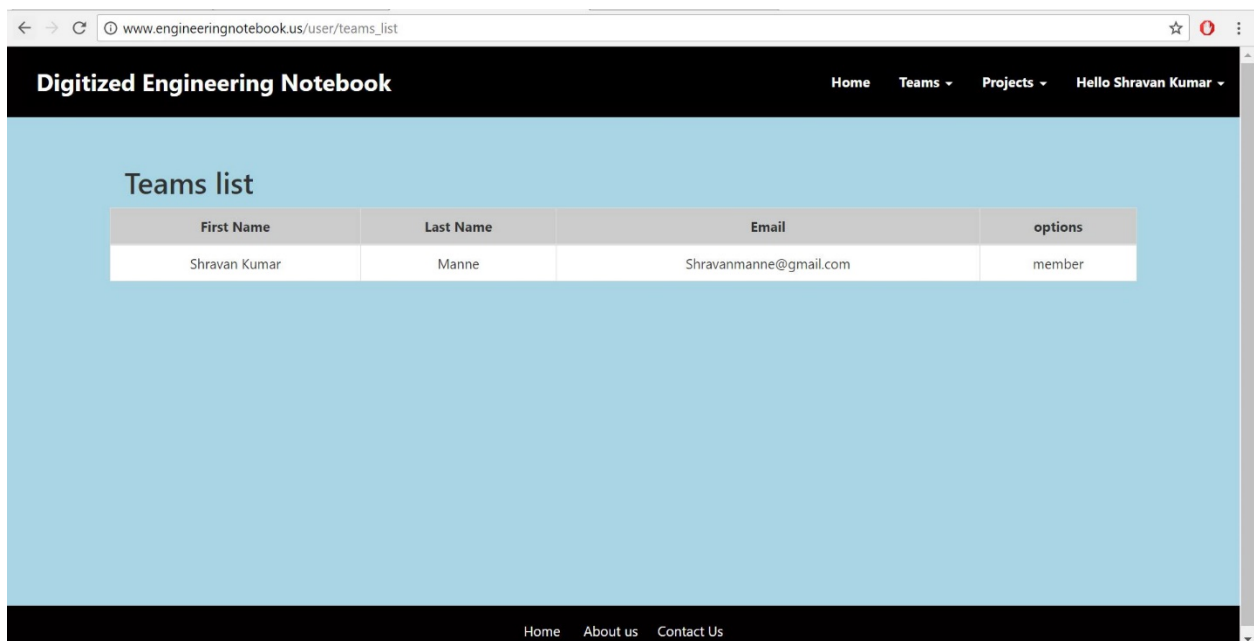 www.engineeringnotebook.us/user/teams_list
Digitized Engineering Notebook Home Teams Projects Hello Shravan Kumar
Teams list
First Name Last Name Email options
Shravan Kumar Manne Shravanmanne@gmail.com member
Home About us Contact Us